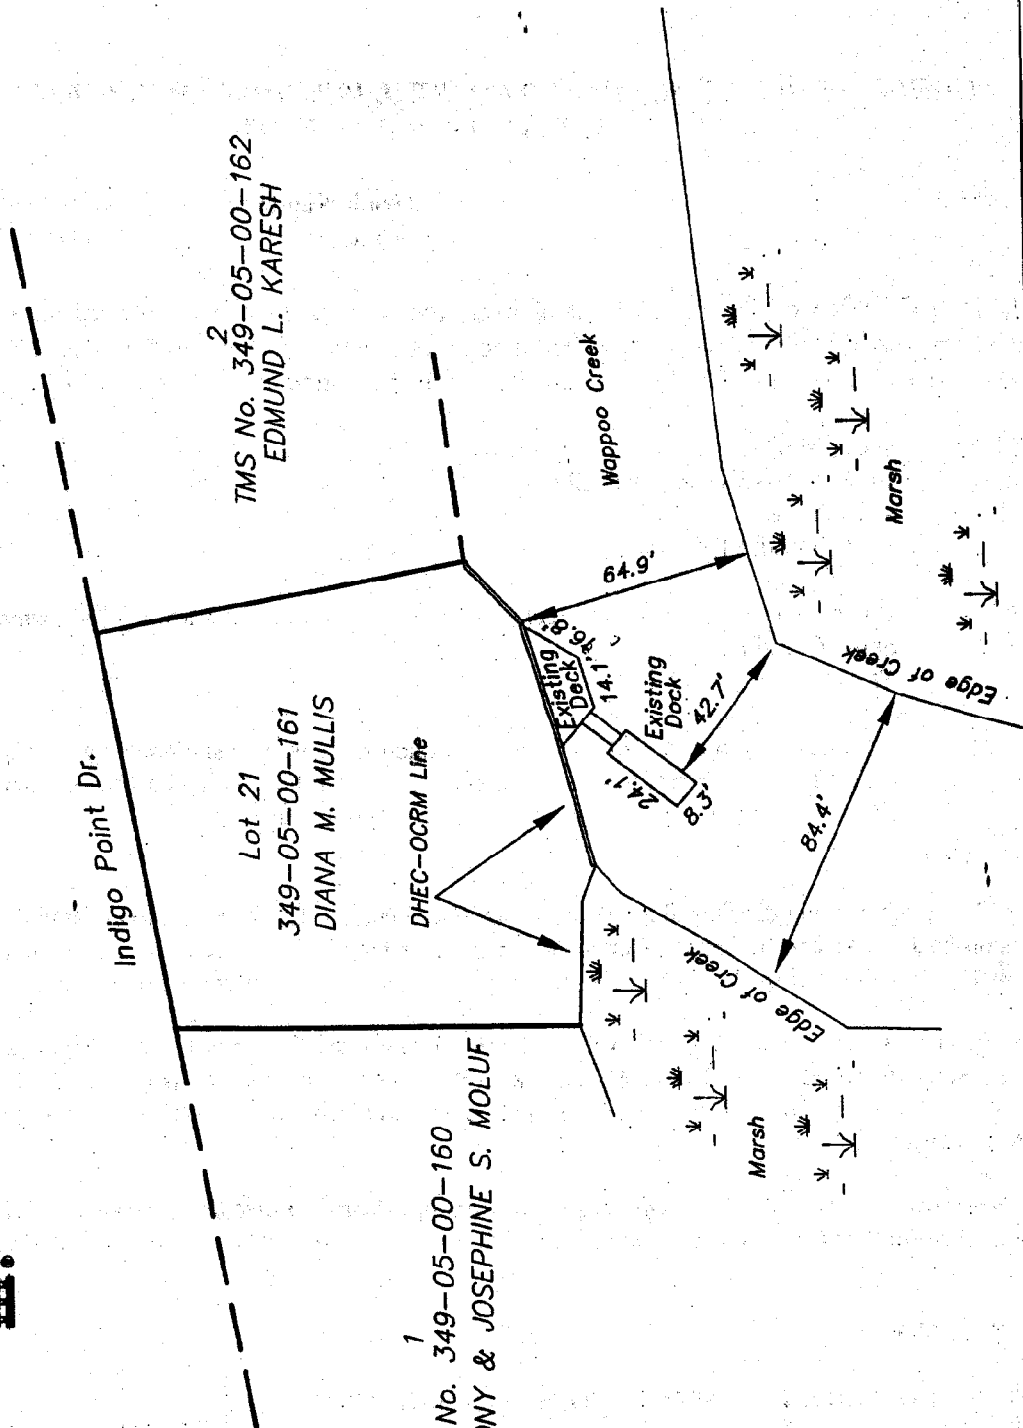 Indigo Point Dr.
2
TMS No. 349-05-00-162
EDMUND L. KARESH
Lot 21
349-05-00-161
DIANA M. MULLIS
DHEC-OCRM Line
1
No. 349-05-00-160
NY & JOSEPHINE S. MOLUF
Wappoo Creek
64.9'
Existing
Deck
14.1'
Existing
Dock
24.1'
8.3'
42.7'
84.4'
Edge of Creek
Edge of Creek
Marsh
Marsh